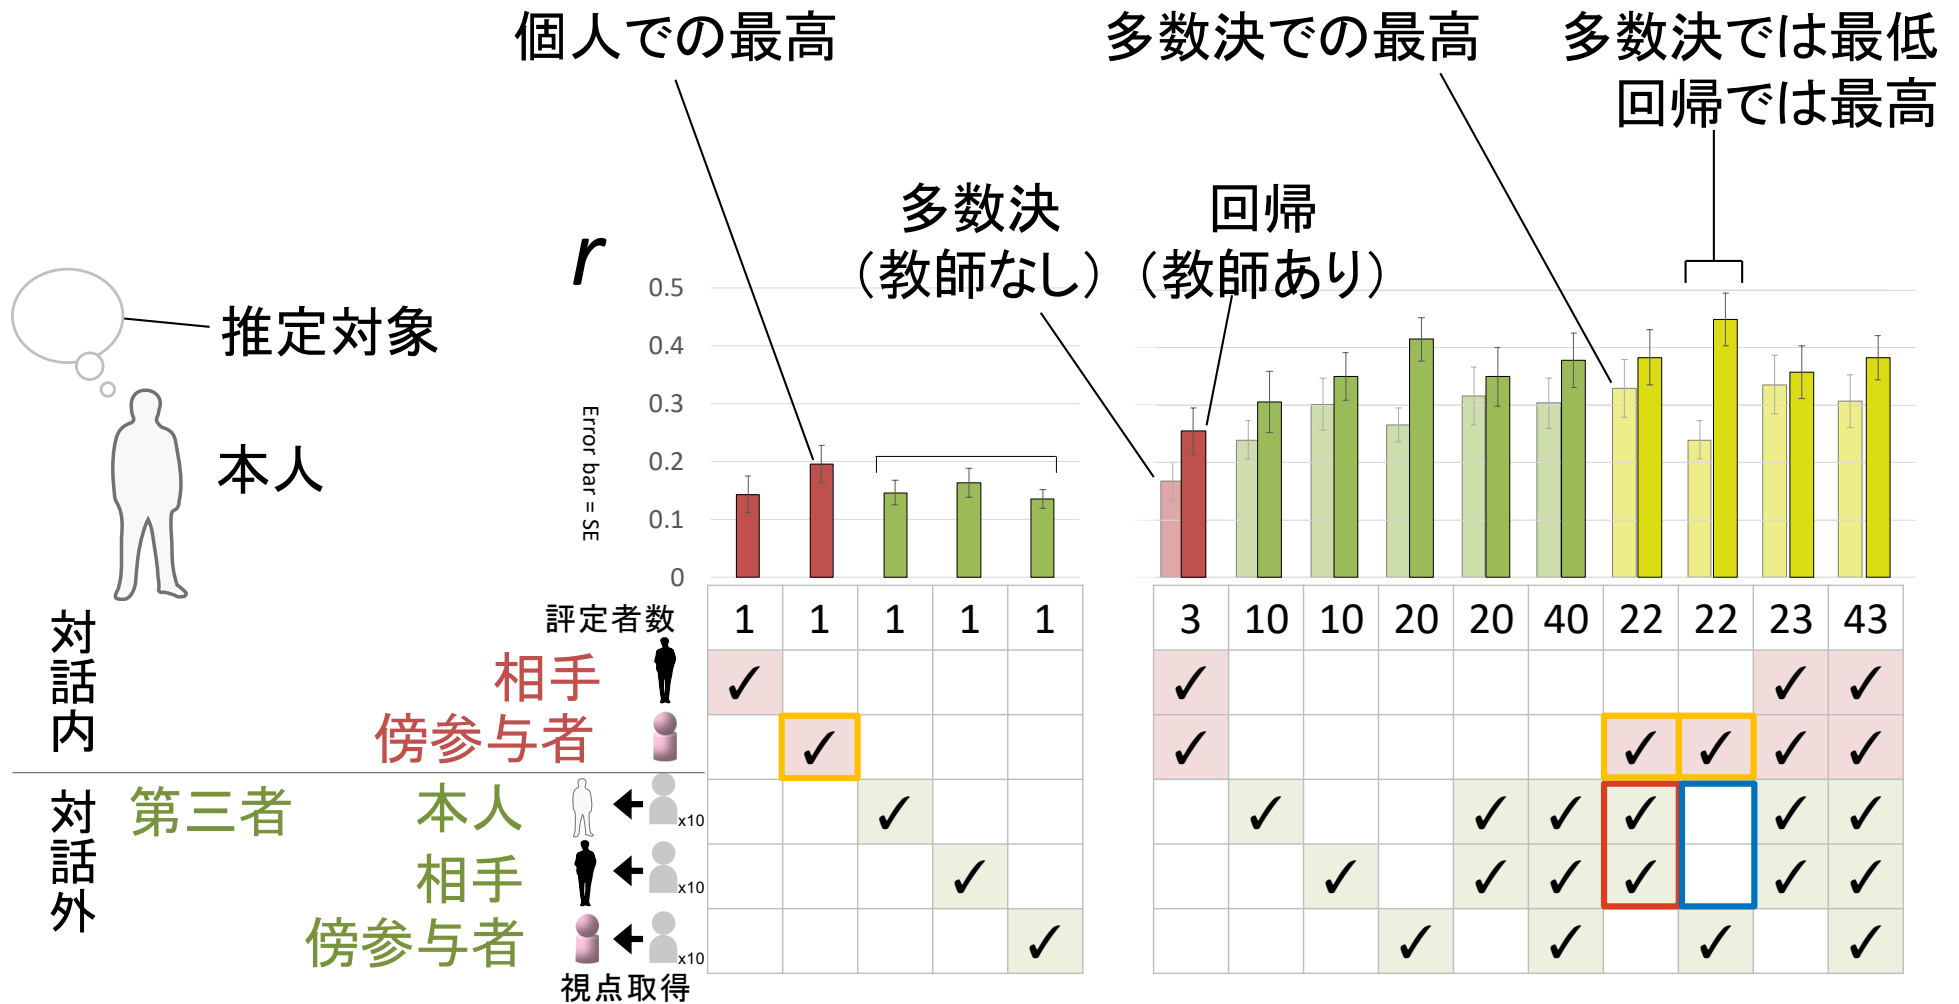 個人での最高
多数決での最高
多数決では最低
回帰では最高
多数決
(教師なし)
回帰
(教師あり)
r
0.5
0.4
0.3
0.2
0.1
0
Error bar = SE
推定対象
本人
評定者数
1 1 1 1 1
3 10 10 20 20 40 22 22 23 43
対話内
相手
✓ ✓ ✓ ✓
傍参与者
✓ ✓ ✓ ✓ ✓ ✓
対話外
第三者
本人
x10
✓ ✓ ✓ ✓ ✓ ✓ ✓
相手
x10
✓ ✓ ✓ ✓ ✓ ✓ ✓
傍参与者
x10
✓ ✓ ✓ ✓ ✓
視点取得